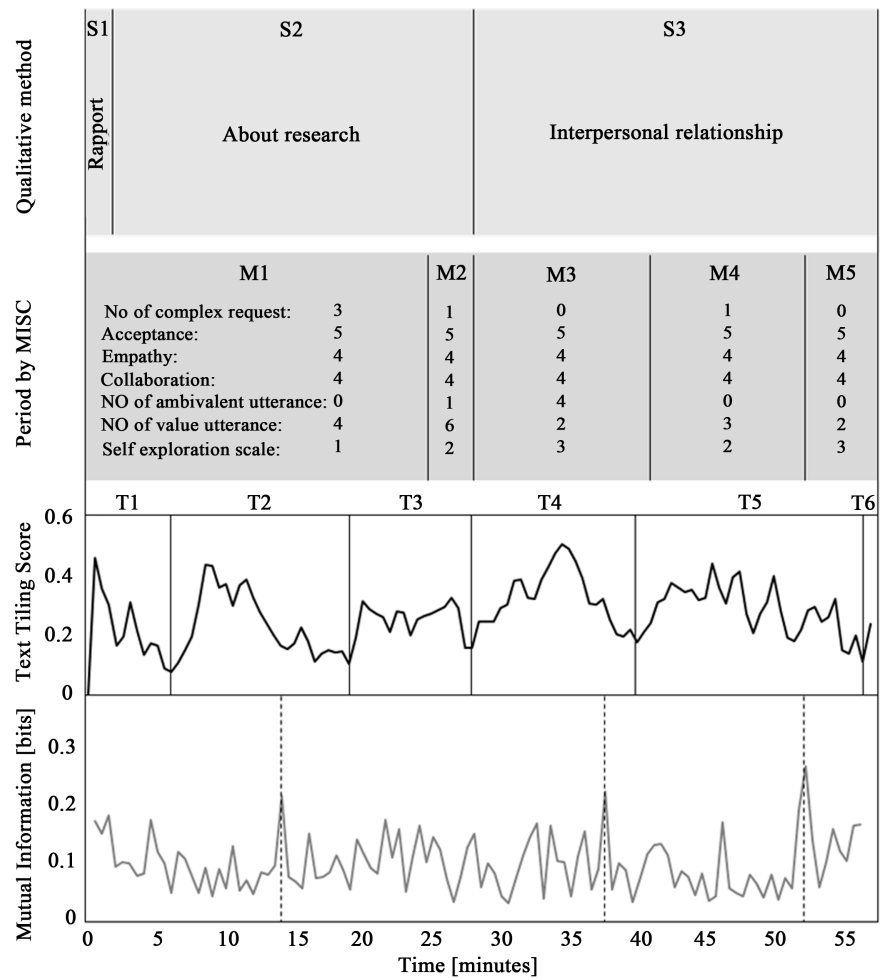 Qualitative method
S1 S2 S3
Rapport
About research
Interpersonal relationship
Period by MISC
M1 M2 M3 M4 M5
No of complex request: 3 1 0 1 0
Acceptance: 5 5 5 5 5
Empathy: 4 4 4 4 4
Collaboration: 4 4 4 4 4
NO of ambivalent utterance: 0 1 4 0 0
NO of value utterance: 4 6 2 3 2
Self exploration scale: 1 2 3 2 3
T1 T2 T3 T4 T5 T6
Text Tiling Score
0.6
0.4
0.2
0
Mutual Information [bits]
0.3
0.2
0.1
0
0 5 10 15 20 25 30 35 40 45 50 55
Time [minutes]